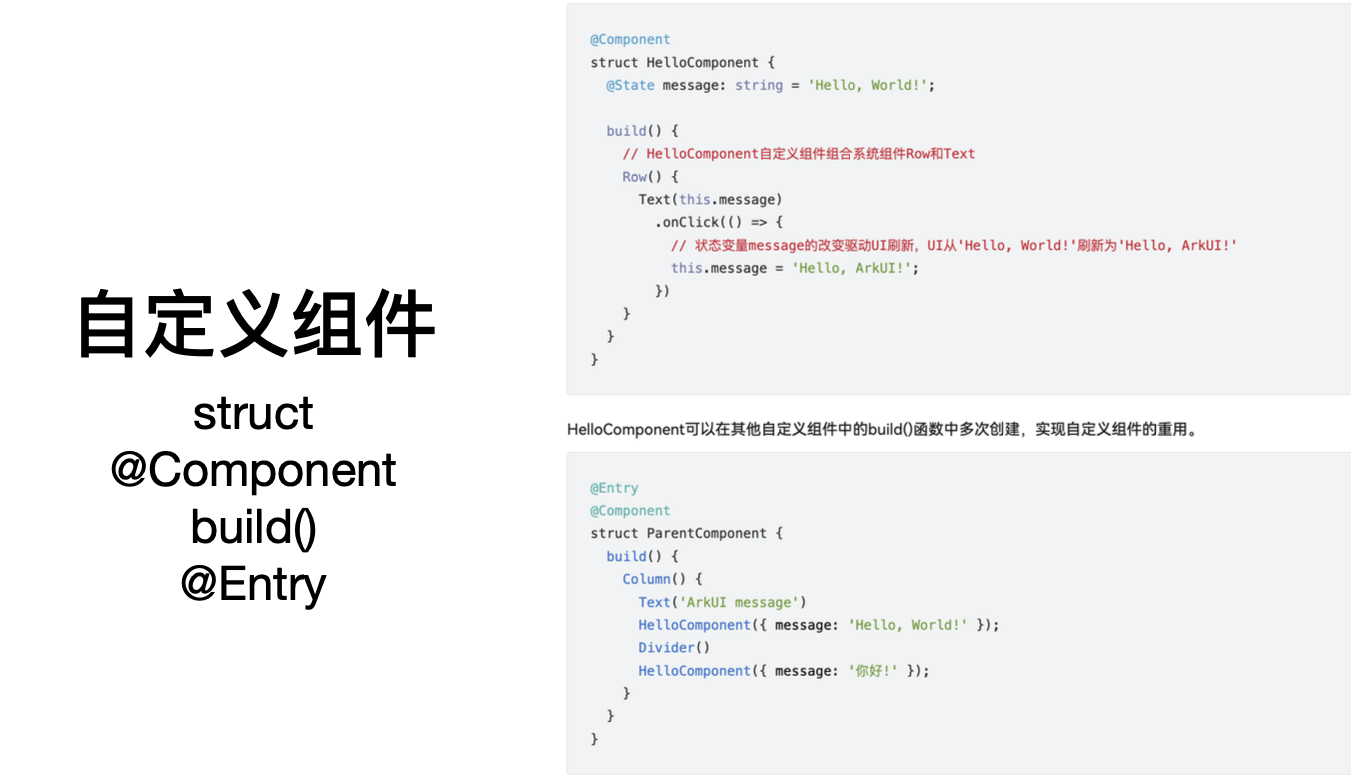 自定义组件
struct
@Component
build()
@Entry
@Component
struct HelloComponent {
  @State message: string = 'Hello, World!';

  build() {
    // HelloComponent自定义组件组合系统组件Row和Text
    Row() {
      Text(this.message)
        .onClick(() => {
          // 状态变量message的改变驱动UI刷新，UI从'Hello, World!'刷新为'Hello, ArkUI!'
          this.message = 'Hello, ArkUI!';
        })
    }
  }
}
HelloComponent可以在其他自定义组件中的build()函数中多次创建，实现自定义组件的重用。
@Entry
@Component
struct ParentComponent {
  build() {
    Column() {
      Text('ArkUI message')
      HelloComponent({ message: 'Hello, World!' });
      Divider()
      HelloComponent({ message: '你好!' });
    }
  }
}